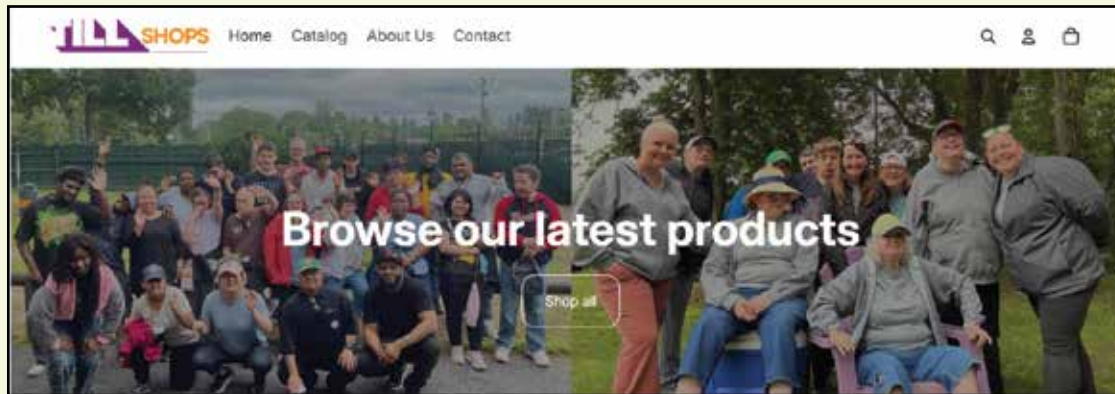 TILL SHOPS Home Catalog About Us Contact
Browse our latest products
Shop all